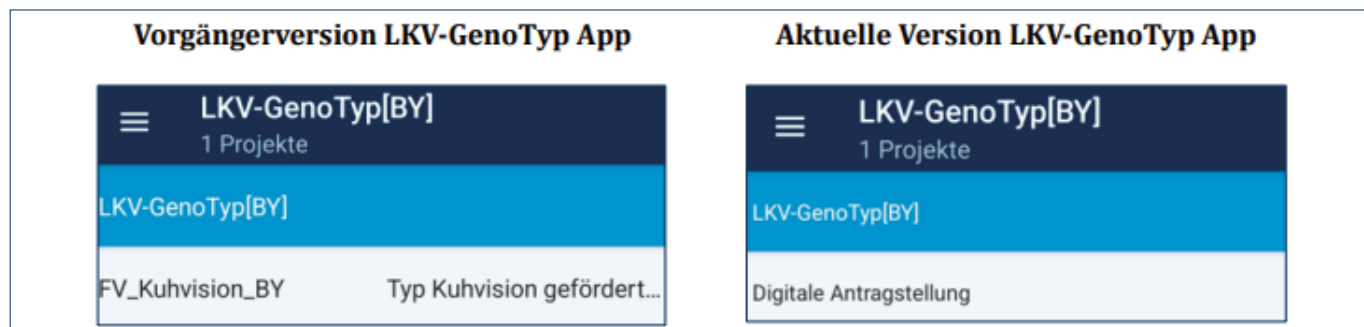 Vorgängerversion LKV-GenoTyp App
LKV-GenoTyp[BY]
1 Projekte
LKV-GenoTyp[BY]
FV_Kuhvision_BY Typ Kuhvision gefördert...
Aktuelle Version LKV-GenoTyp App
LKV-GenoTyp[BY]
1 Projekte
LKV-GenoTyp[BY]
Digitale Antragstellung